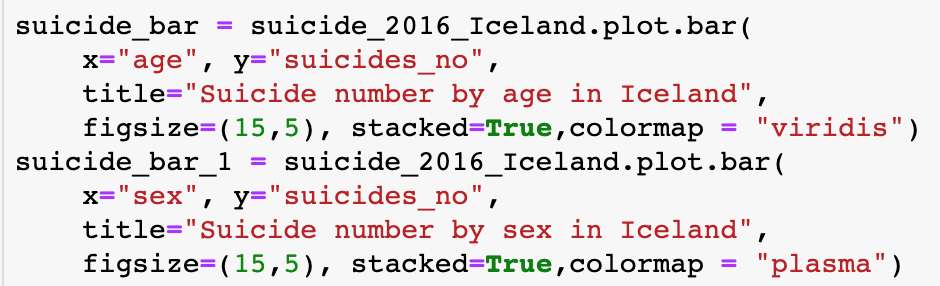 suicide_bar = suicide_2016_Iceland.plot.bar(
    x="age", y="suicides_no",
    title="Suicide number by age in Iceland",
    figsize=(15,5), stacked=True,colormap = "viridis")
suicide_bar_1 = suicide_2016_Iceland.plot.bar(
    x="sex", y="suicides_no",
    title="Suicide number by sex in Iceland",
    figsize=(15,5), stacked=True,colormap = "plasma")